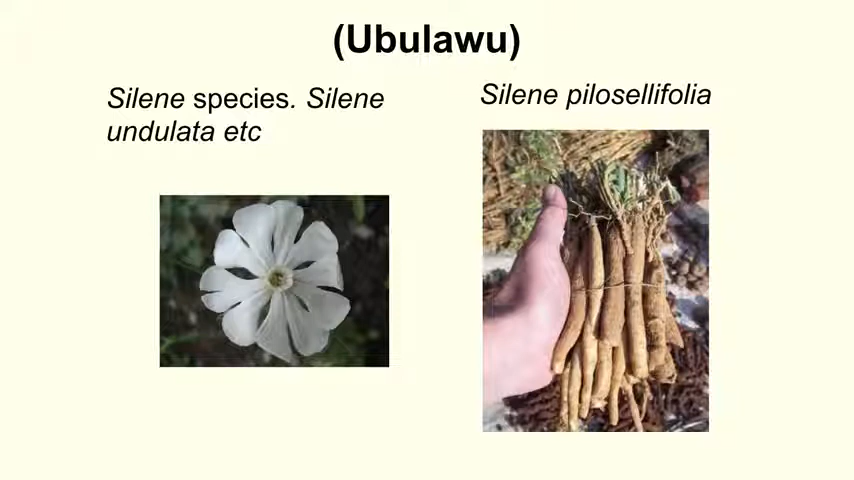 (Ubulawu)
Silene species. Silene
undulata etc
Silene pilosellifolia